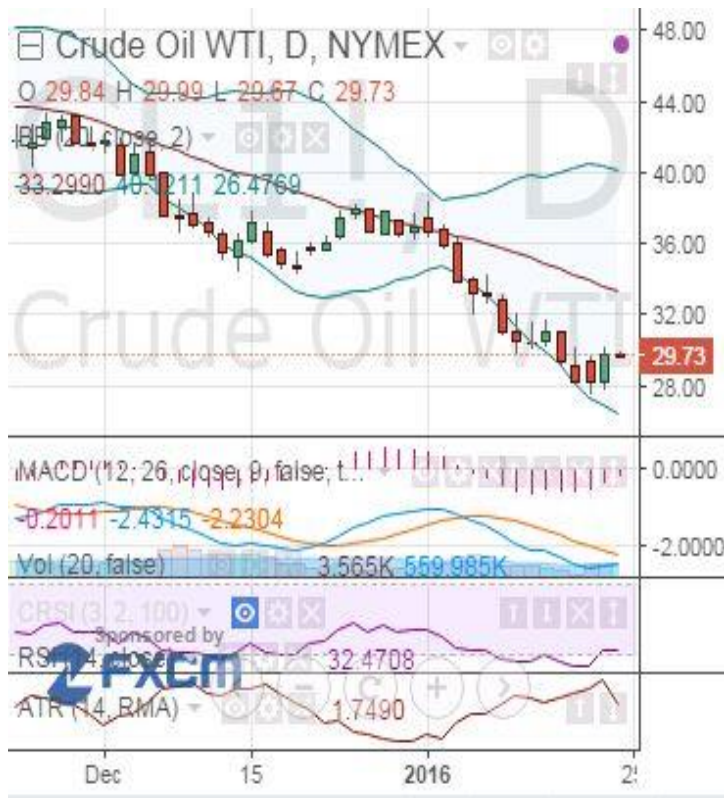 Crude Oil WTI, D, NYMEX
O 29.84 H 29.99 L 29.67 C 29.73
BB (20, close, 2)
33.2990 40.1211 26.4769
CL1!, D
Crude Oil WTI
48.00
44.00
40.00
36.00
32.00
29.73
28.00
MACD (12, 26, close, 9, false, t...
-0.2011 -2.4315 -2.2304
0.0000
-2.0000
Vol (20, false) 3.565K 559.985K
CRSI (3, 2, 100)
Sponsored by
FXCM
RSI (14, close) 32.4708
ATR (14, RMA) 1.7490
Dec 15 2016